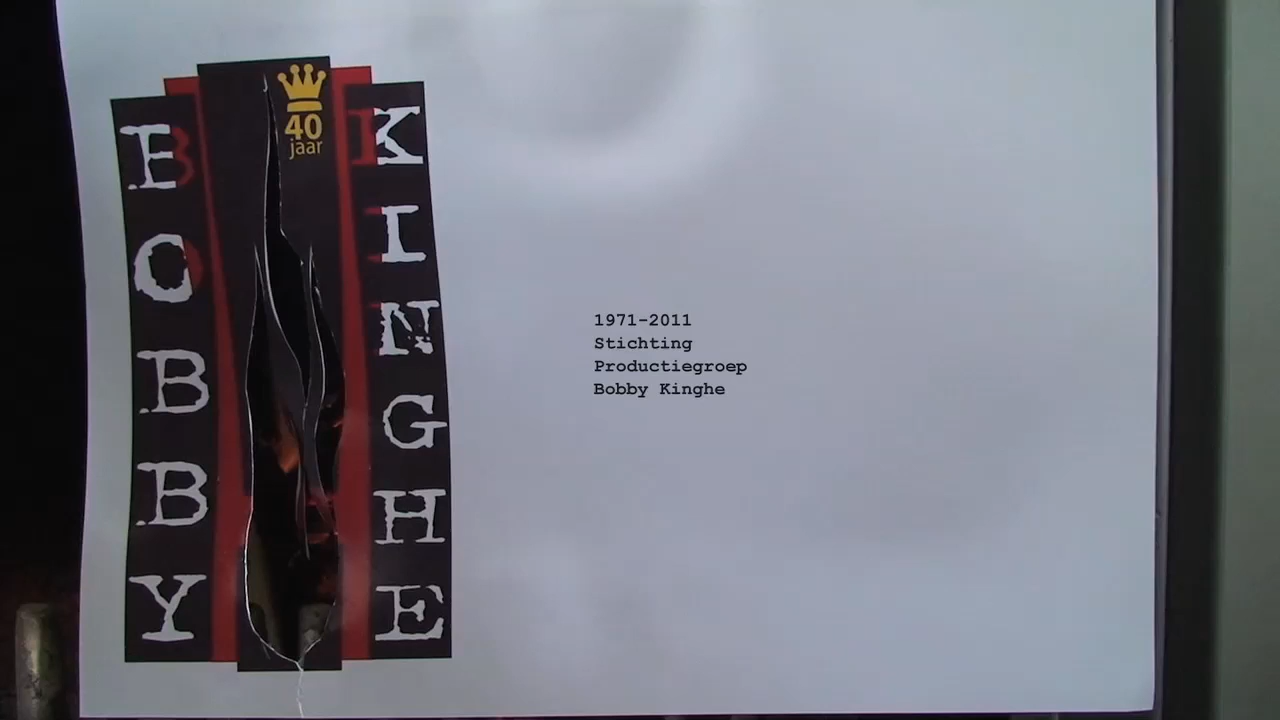 BOBBY
40
jaar
KINGHE
1971-2011
Stichting
Productiegroep
Bobby Kinghe